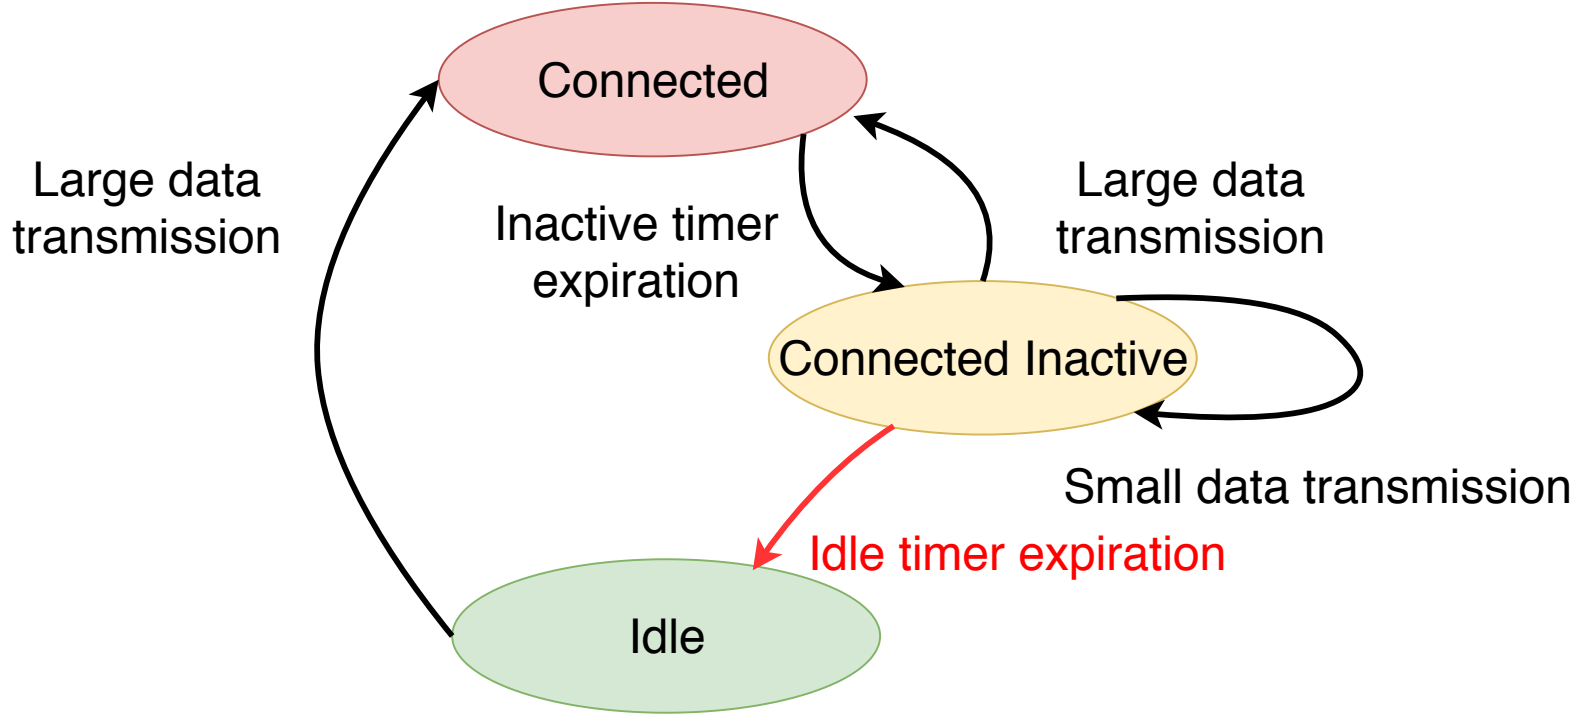 Connected
Large data
transmission
Inactive timer
expiration
Large data
transmission
Connected Inactive
Small data transmission
Idle timer expiration
Idle